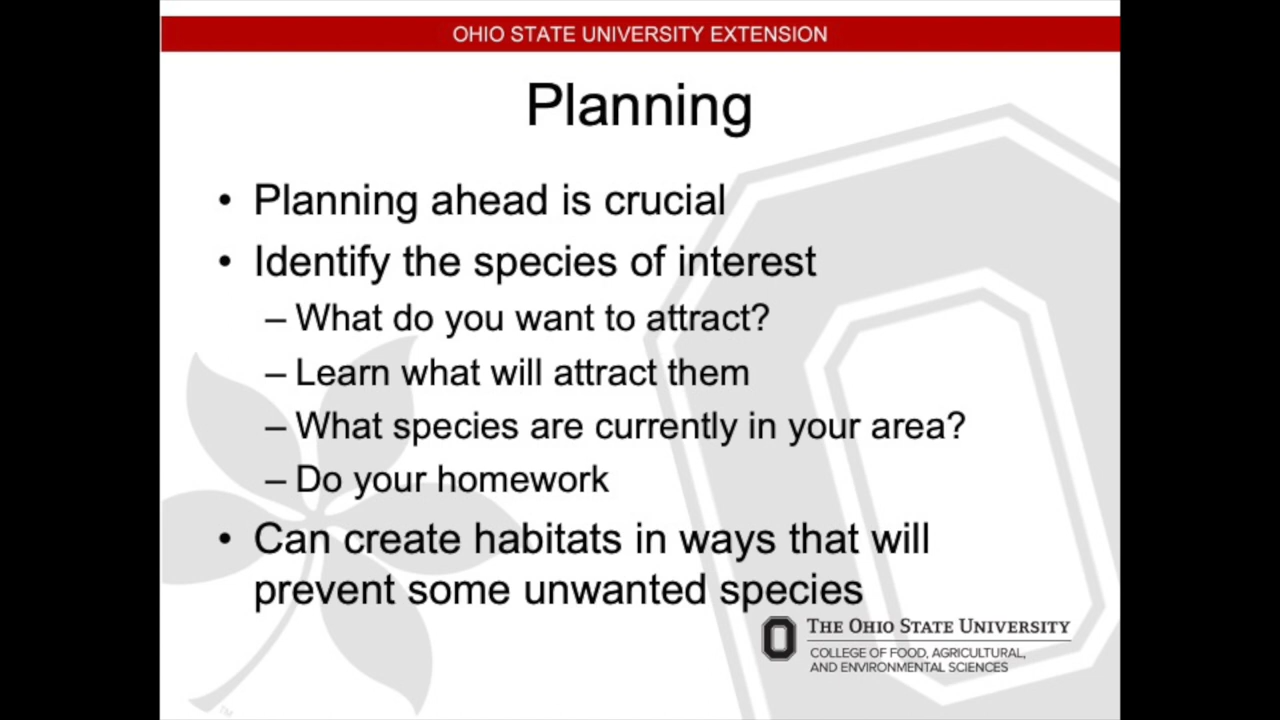 OHIO STATE UNIVERSITY EXTENSION
Planning
• Planning ahead is crucial
• Identify the species of interest
– What do you want to attract?
– Learn what will attract them
– What species are currently in your area?
– Do your homework
• Can create habitats in ways that will
prevent some unwanted species
THE OHIO STATE UNIVERSITY
COLLEGE OF FOOD, AGRICULTURAL,
AND ENVIRONMENTAL SCIENCES
TM